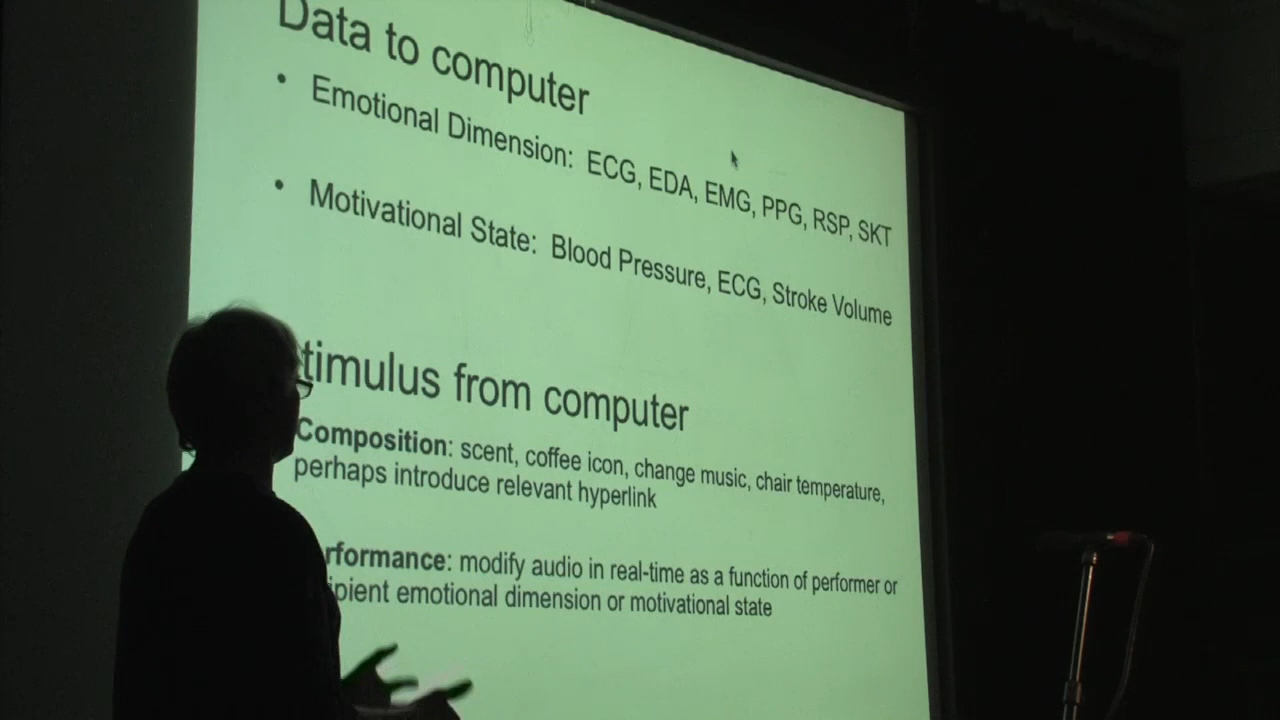 Data to computer
• Emotional Dimension: ECG, EDA, EMG, PPG, RSP, SKT
• Motivational State: Blood Pressure, ECG, Stroke Volume
timulus from computer
Composition: scent, coffee icon, change music, chair temperature,
perhaps introduce relevant hyperlink
rformance: modify audio in real-time as a function of performer or
ipient emotional dimension or motivational state